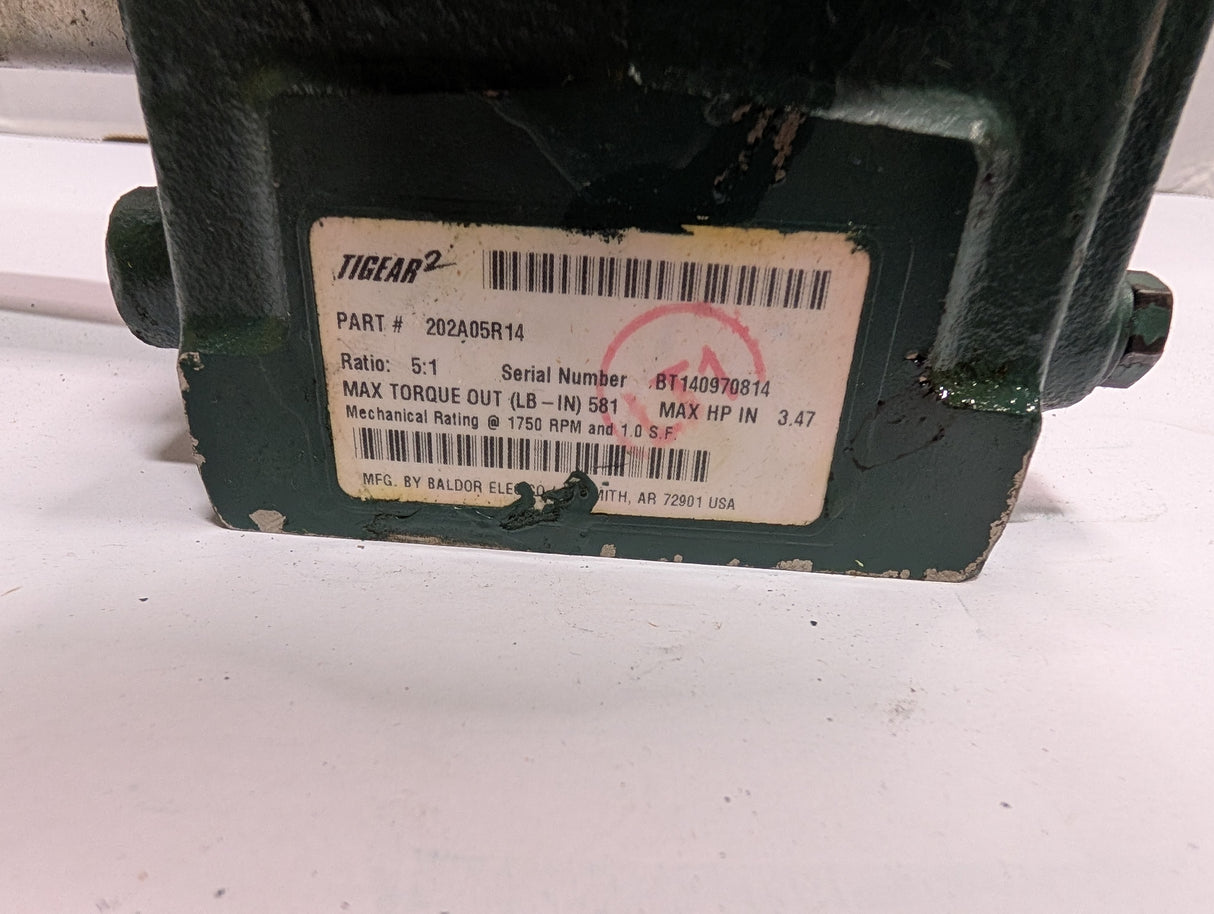 TIGEAR2
PART # 202A05R14
Ratio: 5:1 Serial Number BT140970814
MAX TORQUE OUT (LB-IN) 581 MAX HP IN 3.47
Mechanical Rating @ 1750 RPM and 1.0 S.F.
MFG. BY BALDOR AR 72901 USA